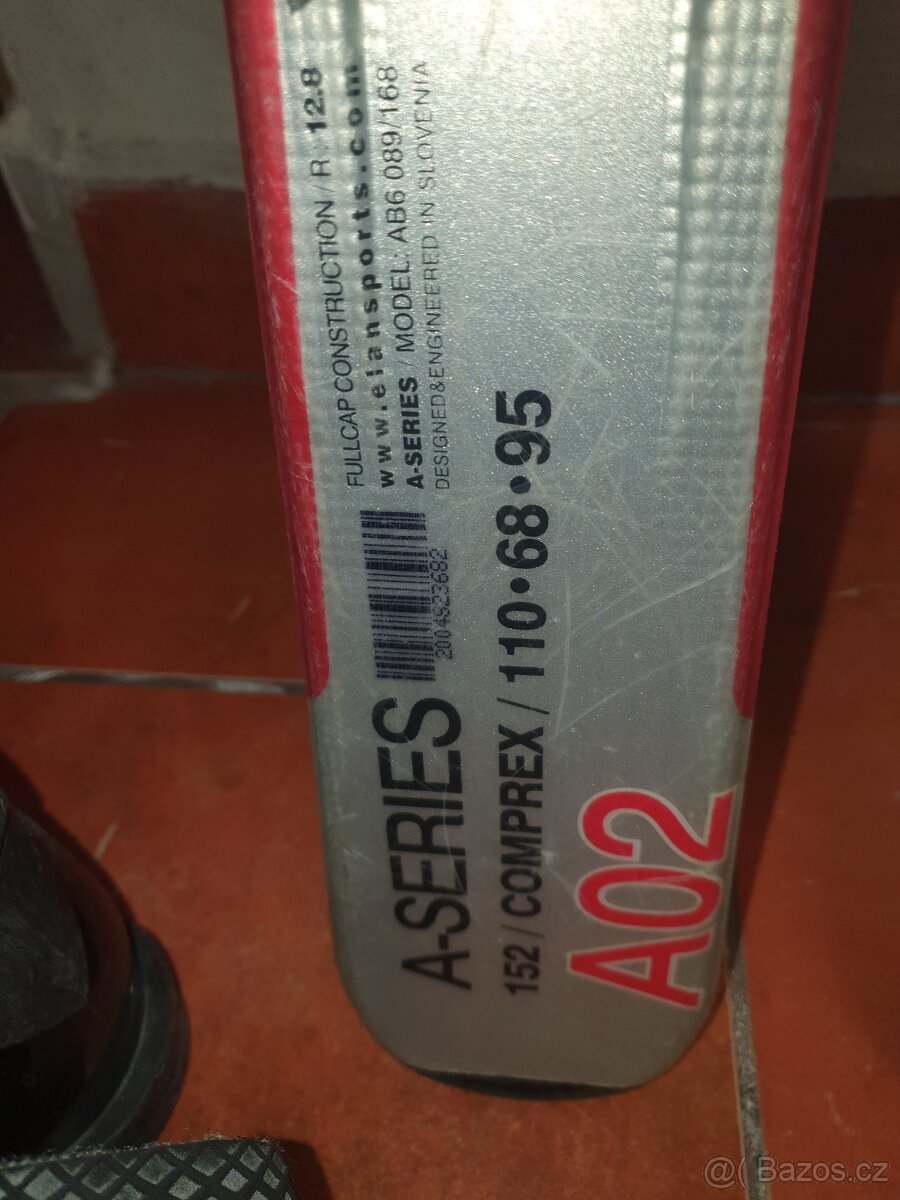 FULLCAP CONSTRUCTION / R: 12.8
www.elansports.com
A-SERIES / MODEL: AB6 089/168
DESIGNED&ENGINEERED IN SLOVENIA
2004923682
A-SERIES
152 / COMPREX / 110•68•95
A02
Bazos.cz